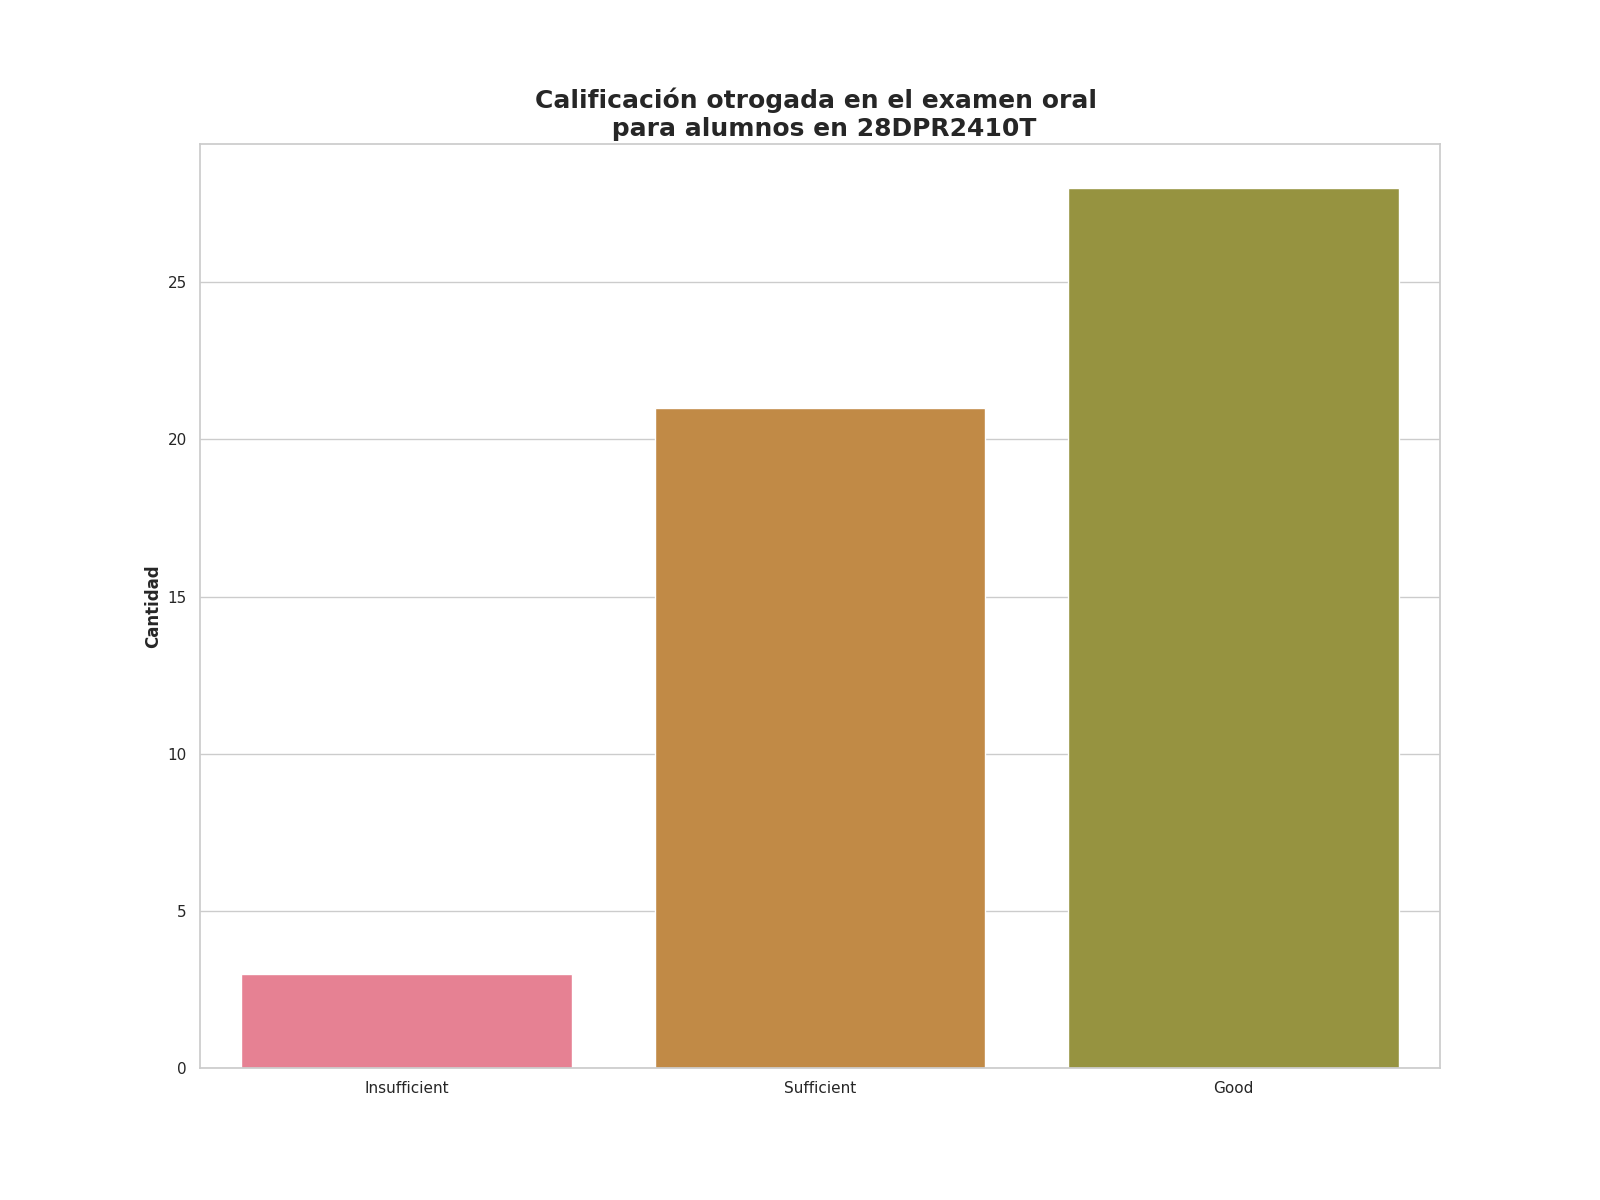 Calificación otrogada en el examen oral
para alumnos en 28DPR2410T
Cantidad
25
20
15
10
5
0
Insufficient
Sufficient
Good